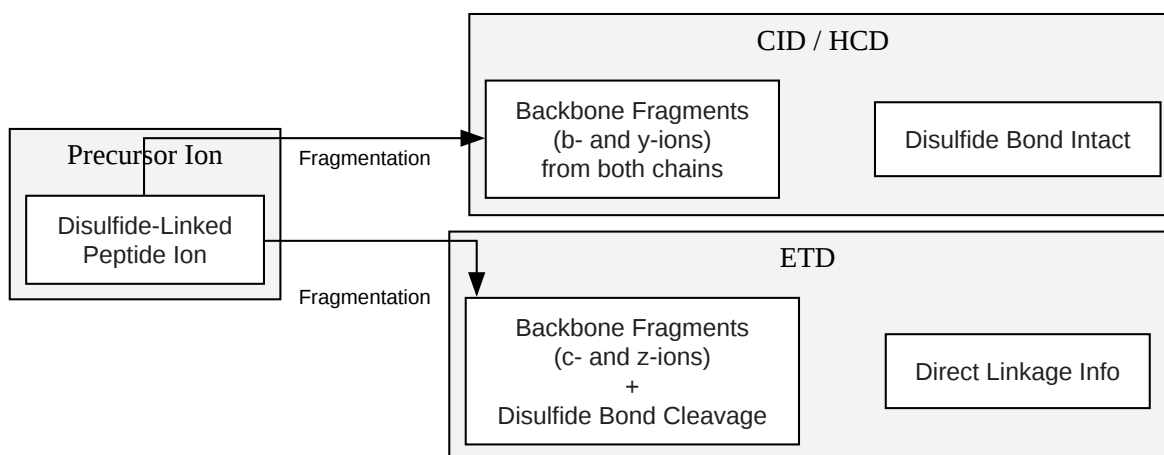 CID / HCD
Backbone Fragments
(b- and y-ions)
from both chains
Disulfide Bond Intact
Precursor Ion
Fragmentation
Disulfide-Linked
Peptide Ion
Fragmentation
ETD
Backbone Fragments
(c- and z-ions)
+
Disulfide Bond Cleavage
Direct Linkage Info